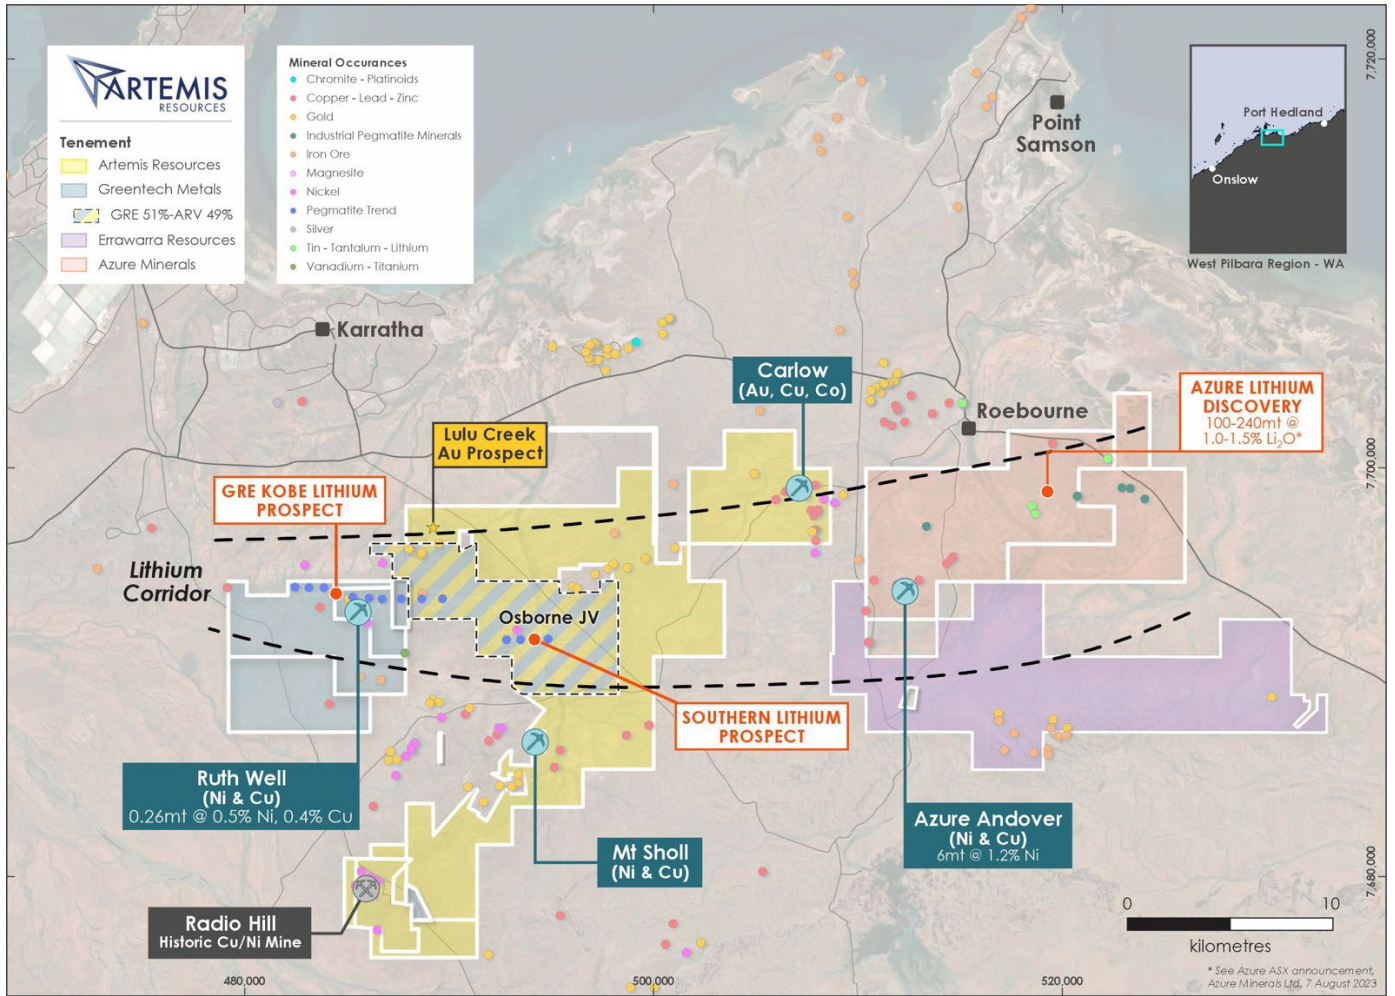 ARTEMIS
RESOURCES
Tenement
Artemis Resources
Greentech Metals
GRE 51%-ARV 49%
Errawarra Resources
Azure Minerals
Mineral Occurances
Chromite - Platinoids
Copper - Lead - Zinc
Gold
Industrial Pegmatite Minerals
Iron Ore
Magnesite
Nickel
Pegmatite Trend
Silver
Tin - Tantalum - Lithium
Vanadium - Titanium
Point
Samson
Port Hedland
Onslow
West Pilbara Region - WA
7,720,000
Karratha
Carlow
(Au, Cu, Co)
Roebourne
AZURE LITHIUM
DISCOVERY
100-240mt @
1.0-1.5% Li₂O*
Lulu Creek
Au Prospect
GRE KOBE LITHIUM
PROSPECT
7,700,000
Lithium
Corridor
Osborne JV
SOUTHERN LITHIUM
PROSPECT
Ruth Well
(Ni & Cu)
0.26mt @ 0.5% Ni, 0.4% Cu
Mt Sholl
(Ni & Cu)
Azure Andover
(Ni & Cu)
6mt @ 1.2% Ni
7,680,000
Radio Hill
Historic Cu/Ni Mine
0
10
kilometres
480,000
500,000
520,000
* See Azure ASX announcement,
Azure Minerals Ltd, 7 August 2023